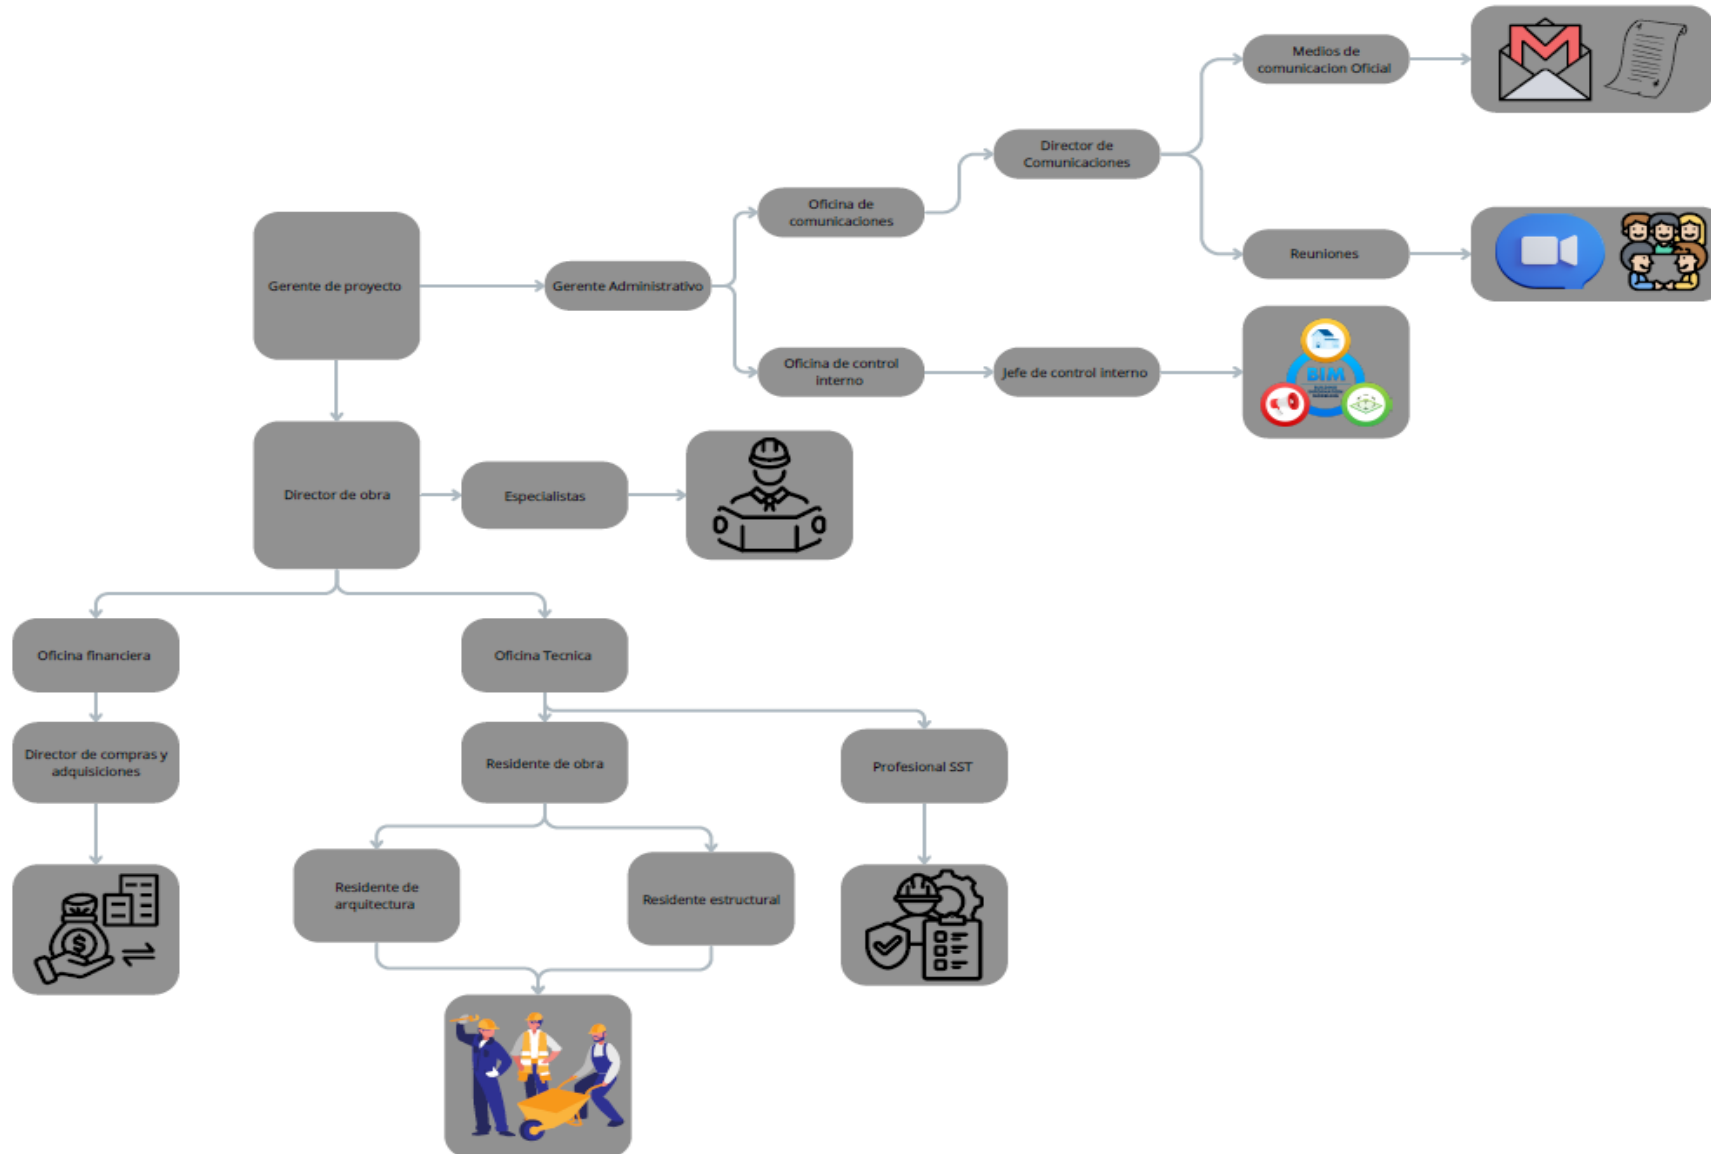 Medios de
comunicacion Oficial
Director de
Comunicaciones
Oficina de
comunicaciones
Gerente de proyecto
Gerente Administrativo
Reuniones
Oficina de control
interno
Jefe de control interno
BIM
Director de obra
Especialistas
Oficina financiera
Oficina Tecnica
Director de compras y
adquisiciones
Residente de obra
Profesional SST
Residente de
arquitectura
Residente estructural
$